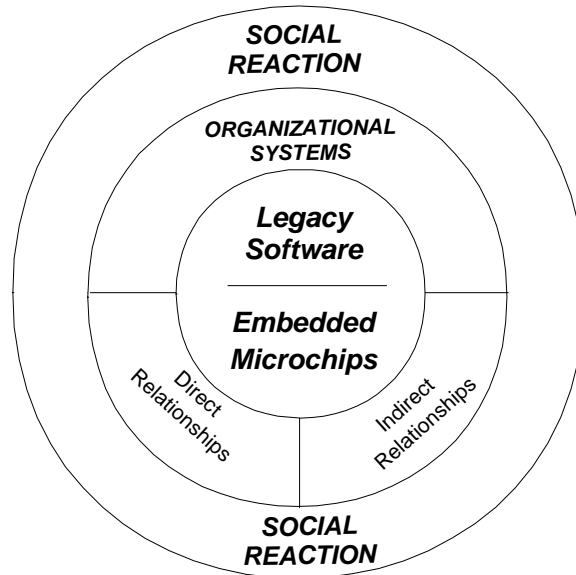 SOCIAL
REACTION
ORGANIZATIONAL
SYSTEMS
Legacy
Software
Embedded
Microchips
Direct
Relationships
Indirect
Relationships
SOCIAL
REACTION